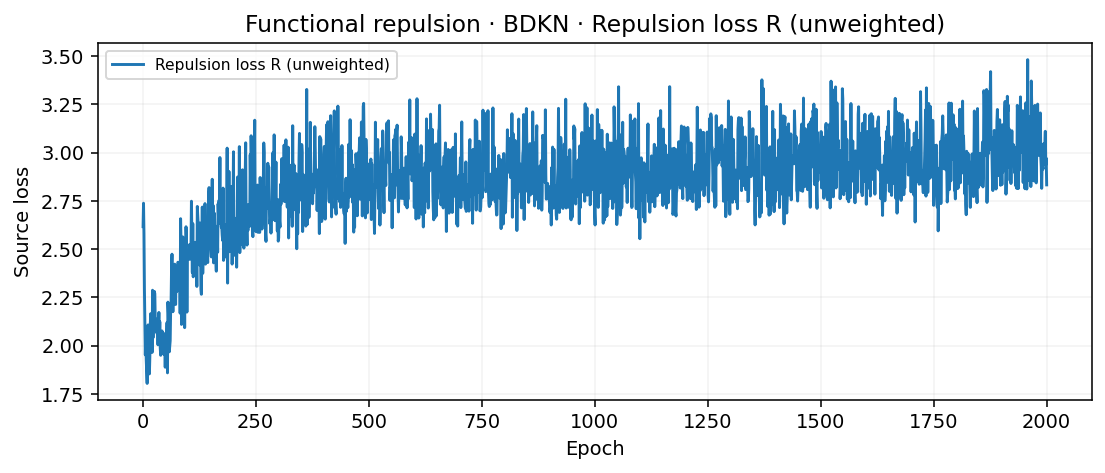 Functional repulsion · BDKN · Repulsion loss R (unweighted)
Repulsion loss R (unweighted)
Source loss
3.50
3.25
3.00
2.75
2.50
2.25
2.00
1.75
0 250 500 750 1000 1250 1500 1750 2000
Epoch